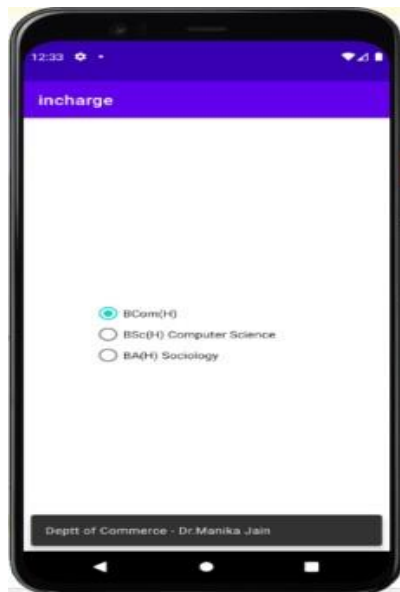 12:33
incharge
BCom(H)
BSc(H) Computer Science
BA(H) Sociology
Deptt of Commerce - Dr.Manika Jain